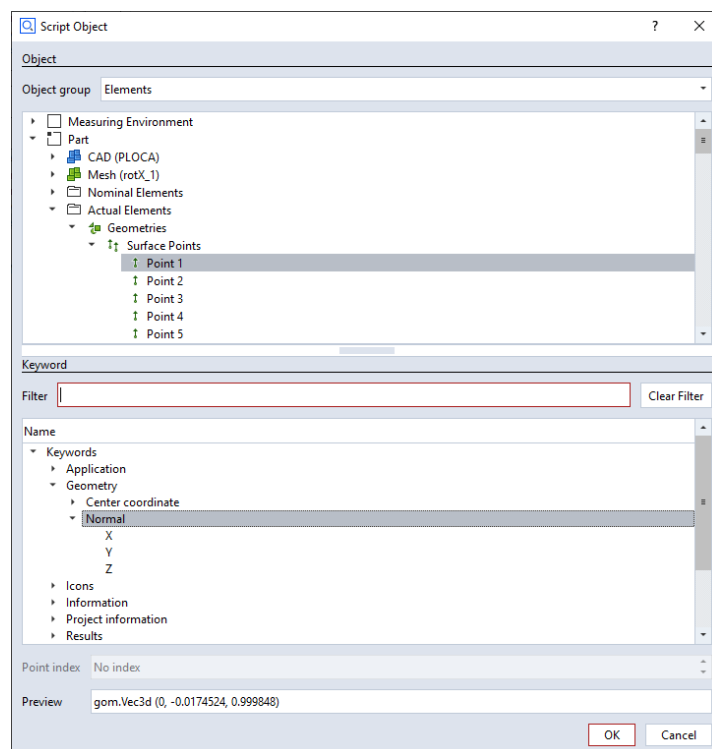 Script Object
?
Object
Object group Elements
Measuring Environment
Part
CAD (PLOCA)
Mesh (rotX_1)
Nominal Elements
Actual Elements
Geometries
Surface Points
Point 1
Point 2
Point 3
Point 4
Point 5
Keyword
Filter Clear Filter
Name
Keywords
Application
Geometry
Center coordinate
Normal
X
Y
Z
Icons
Information
Project information
Results
Point index No index
Preview gom.Vec3d (0, -0.0174524, 0.999848)
OK Cancel